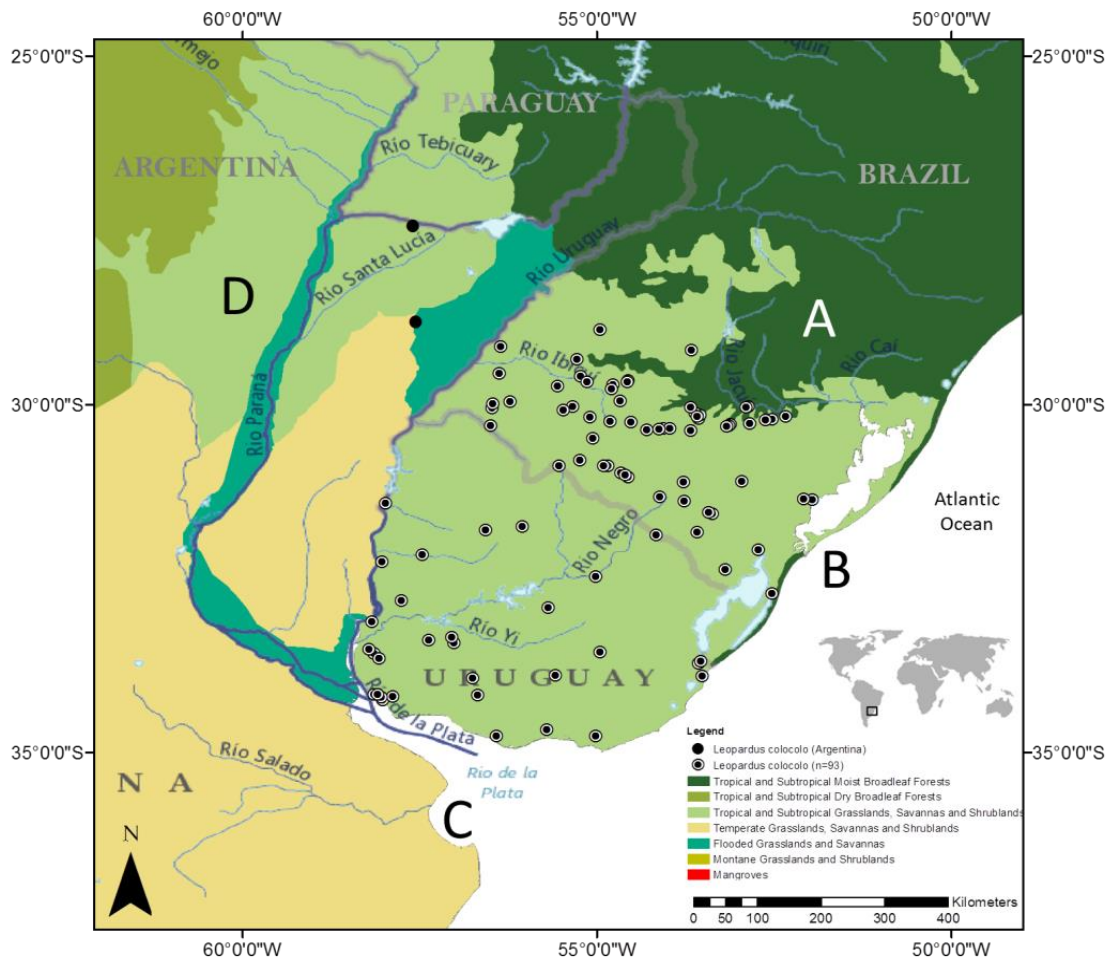 60°0'0"W 55°0'0"W 50°0'0"W
25°0'0"S 25°0'0"S
PARAGUAY
Río Tebicuary
ARGENTINA
BRAZIL
Río Santa Lucía
Río Uruguay
D
A
Río Ibicuí
Río Caí
30°0'0"S 30°0'0"S
Río Paraná
Atlantic
Ocean
Río Negro
B
Río Yi
URUGUAY
Río de la Plata
35°0'0"S 35°0'0"S
Río Salado
Río de la
Plata
N A
C
N
Legend
Leopardus colocolo (Argentina)
Leopardus colocolo (n=93)
Tropical and Subtropical Moist Broadleaf Forests
Tropical and Subtropical Dry Broadleaf Forests
Tropical and Subtropical Grasslands, Savannas and Shrublands
Temperate Grasslands, Savannas and Shrublands
Flooded Grasslands and Savannas
Montane Grasslands and Shrublands
Mangroves
Kilometers
0 50 100 200 300 400
60°0'0"W 55°0'0"W 50°0'0"W